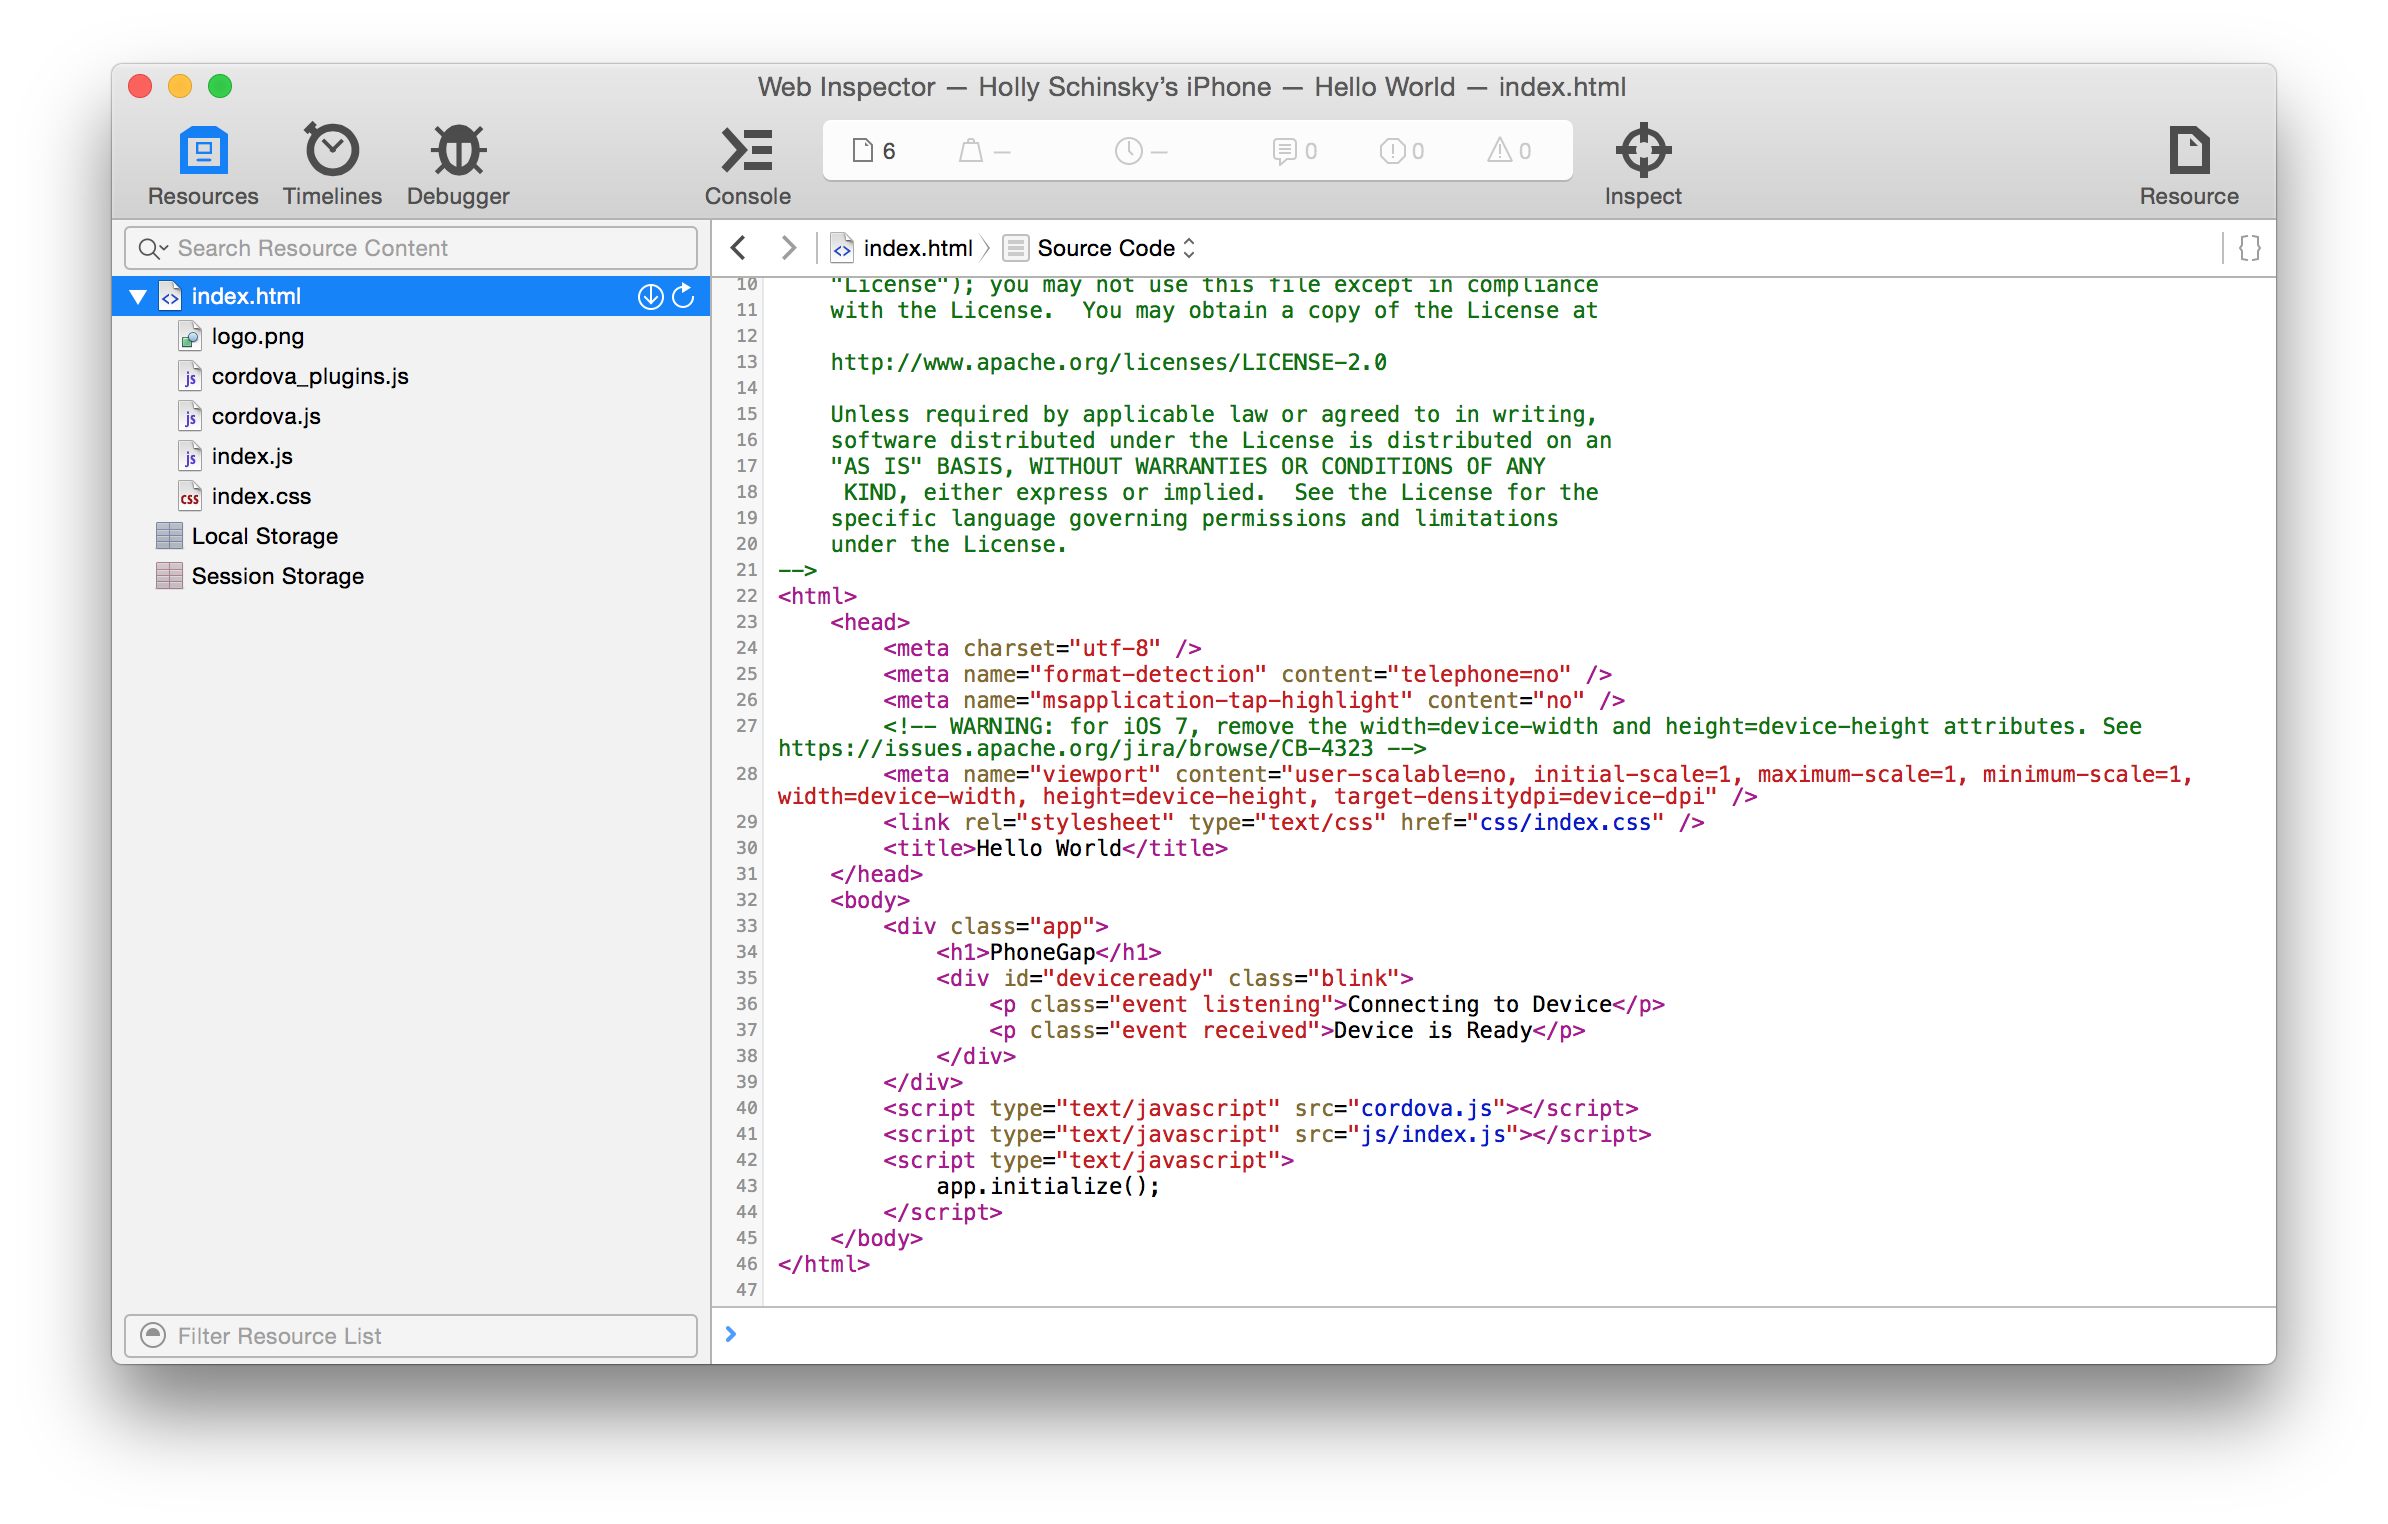 Web Inspector — Holly Schinsky’s iPhone — Hello World — index.html
Resources Timelines Debugger Console 6 — — 0 0 0 Inspect Resource
Search Resource Content
index.html
logo.png
js cordova_plugins.js
js cordova.js
js index.js
css index.css
Local Storage
Session Storage
Filter Resource List
<> index.html Source Code {}
10 "License"); you may not use this file except in compliance
11 with the License.  You may obtain a copy of the License at
12
13 http://www.apache.org/licenses/LICENSE-2.0
14
15 Unless required by applicable law or agreed to in writing,
16 software distributed under the License is distributed on an
17 "AS IS" BASIS, WITHOUT WARRANTIES OR CONDITIONS OF ANY
18 KIND, either express or implied.  See the License for the
19 specific language governing permissions and limitations
20 under the License.
21 -->
22 <html>
23 <head>
24 <meta charset="utf-8" />
25 <meta name="format-detection" content="telephone=no" />
26 <meta name="msapplication-tap-highlight" content="no" />
27 <!-- WARNING: for iOS 7, remove the width=device-width and height=device-height attributes. See
https://issues.apache.org/jira/browse/CB-4323 -->
28 <meta name="viewport" content="user-scalable=no, initial-scale=1, maximum-scale=1, minimum-scale=1,
width=device-width, height=device-height, target-densitydpi=device-dpi" />
29 <link rel="stylesheet" type="text/css" href="css/index.css" />
30 <title>Hello World</title>
31 </head>
32 <body>
33 <div class="app">
34 <h1>PhoneGap</h1>
35 <div id="deviceready" class="blink">
36 <p class="event listening">Connecting to Device</p>
37 <p class="event received">Device is Ready</p>
38 </div>
39 </div>
40 <script type="text/javascript" src="cordova.js"></script>
41 <script type="text/javascript" src="js/index.js"></script>
42 <script type="text/javascript">
43 app.initialize();
44 </script>
45 </body>
46 </html>
47